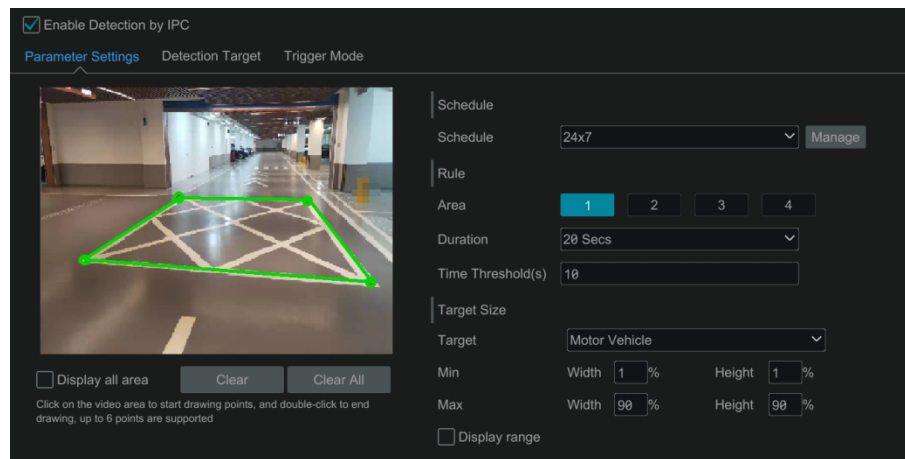 Enable Detection by IPC
Parameter Settings Detection Target Trigger Mode
Schedule
Schedule 24x7 Manage
Rule
Area 1 2 3 4
Duration 20 Secs
Time Threshold(s) 10
Target Size
Target Motor Vehicle
Min Width 1 % Height 1 %
Max Width 90 % Height 90 %
Display range
Display all area Clear Clear All
Click on the video area to start drawing points, and double-click to end
drawing, up to 6 points are supported